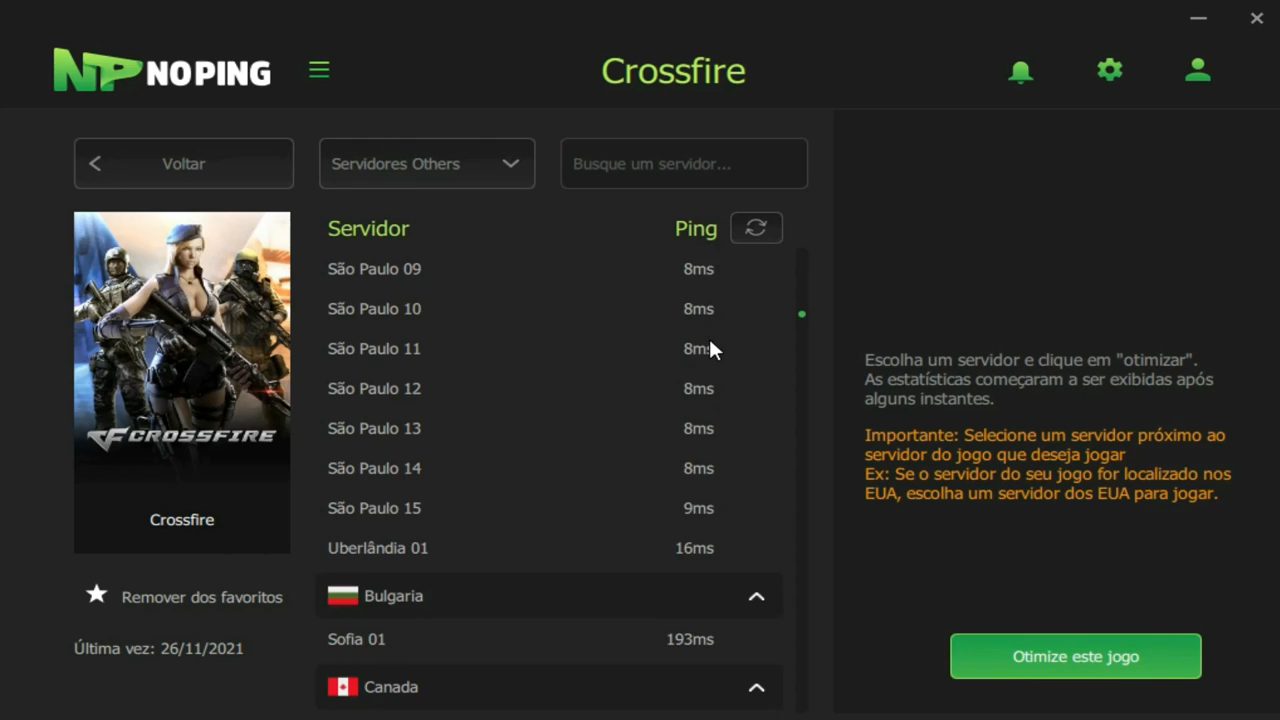 NP NOPING
Crossfire
Voltar
Servidores Others
Busque um servidor...
CF CROSSFIRE
Crossfire
Remover dos favoritos
Última vez: 26/11/2021
Servidor Ping
São Paulo 09 8ms
São Paulo 10 8ms
São Paulo 11 8ms
São Paulo 12 8ms
São Paulo 13 8ms
São Paulo 14 8ms
São Paulo 15 9ms
Uberlândia 01 16ms
Bulgaria
Sofia 01 193ms
Canada
Escolha um servidor e clique em "otimizar".
As estatísticas começaram a ser exibidas após
alguns instantes.
Importante: Selecione um servidor próximo ao
servidor do jogo que deseja jogar
Ex: Se o servidor do seu jogo for localizado nos
EUA, escolha um servidor dos EUA para jogar.
Otimize este jogo